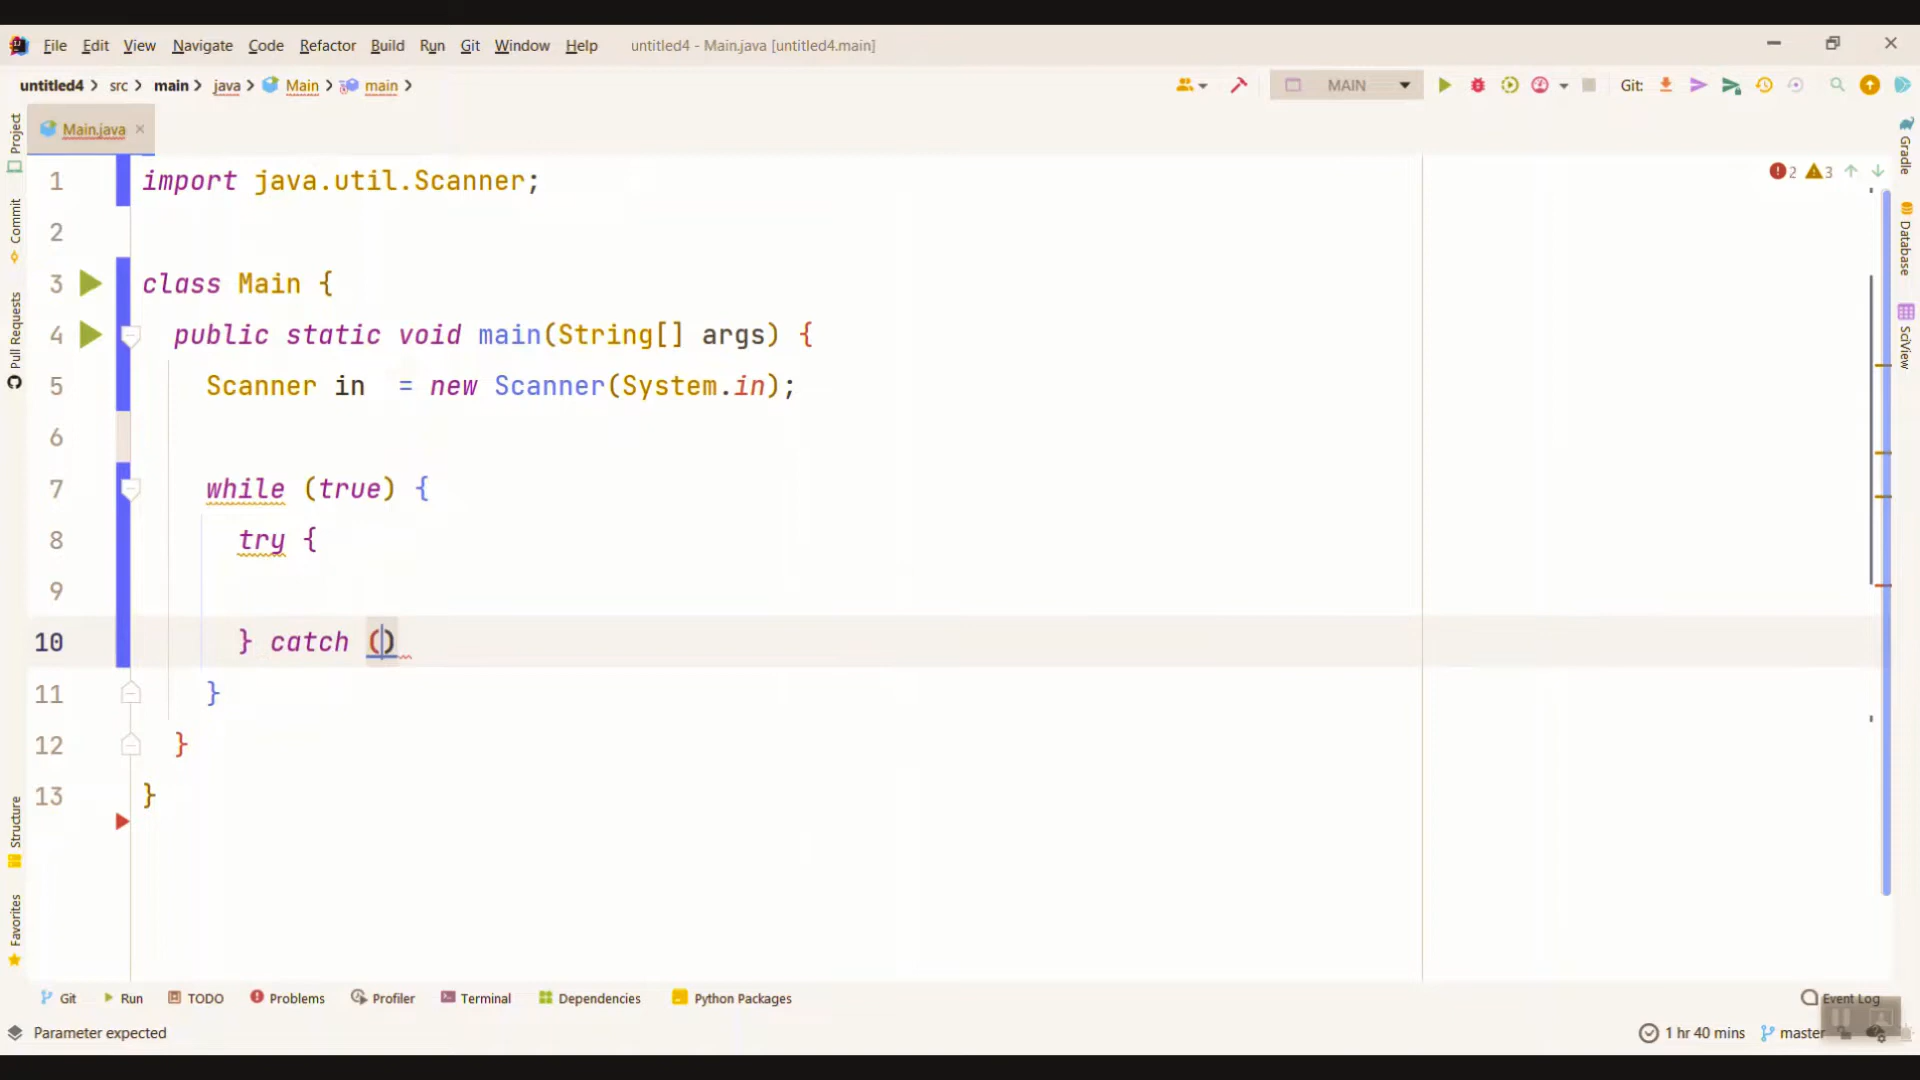 File Edit View Navigate Code Refactor Build Run Git Window Help untitled4 - Main.java [untitled4.main]
untitled4 src main java Main main MAIN Git:
Main.java
Project
Commit
Pull Requests
Structure
Favorites
1 import java.util.Scanner;
2
3 class Main {
4 public static void main(String[] args) {
5 Scanner in  = new Scanner(System.in);
6
7 while (true) {
8 try {
9
10 } catch ()
11 }
12 }
13 }
2 3
Gradle
Database
SciView
Git Run TODO Problems Profiler Terminal Dependencies Python Packages Event Log
Parameter expected 1 hr 40 mins master